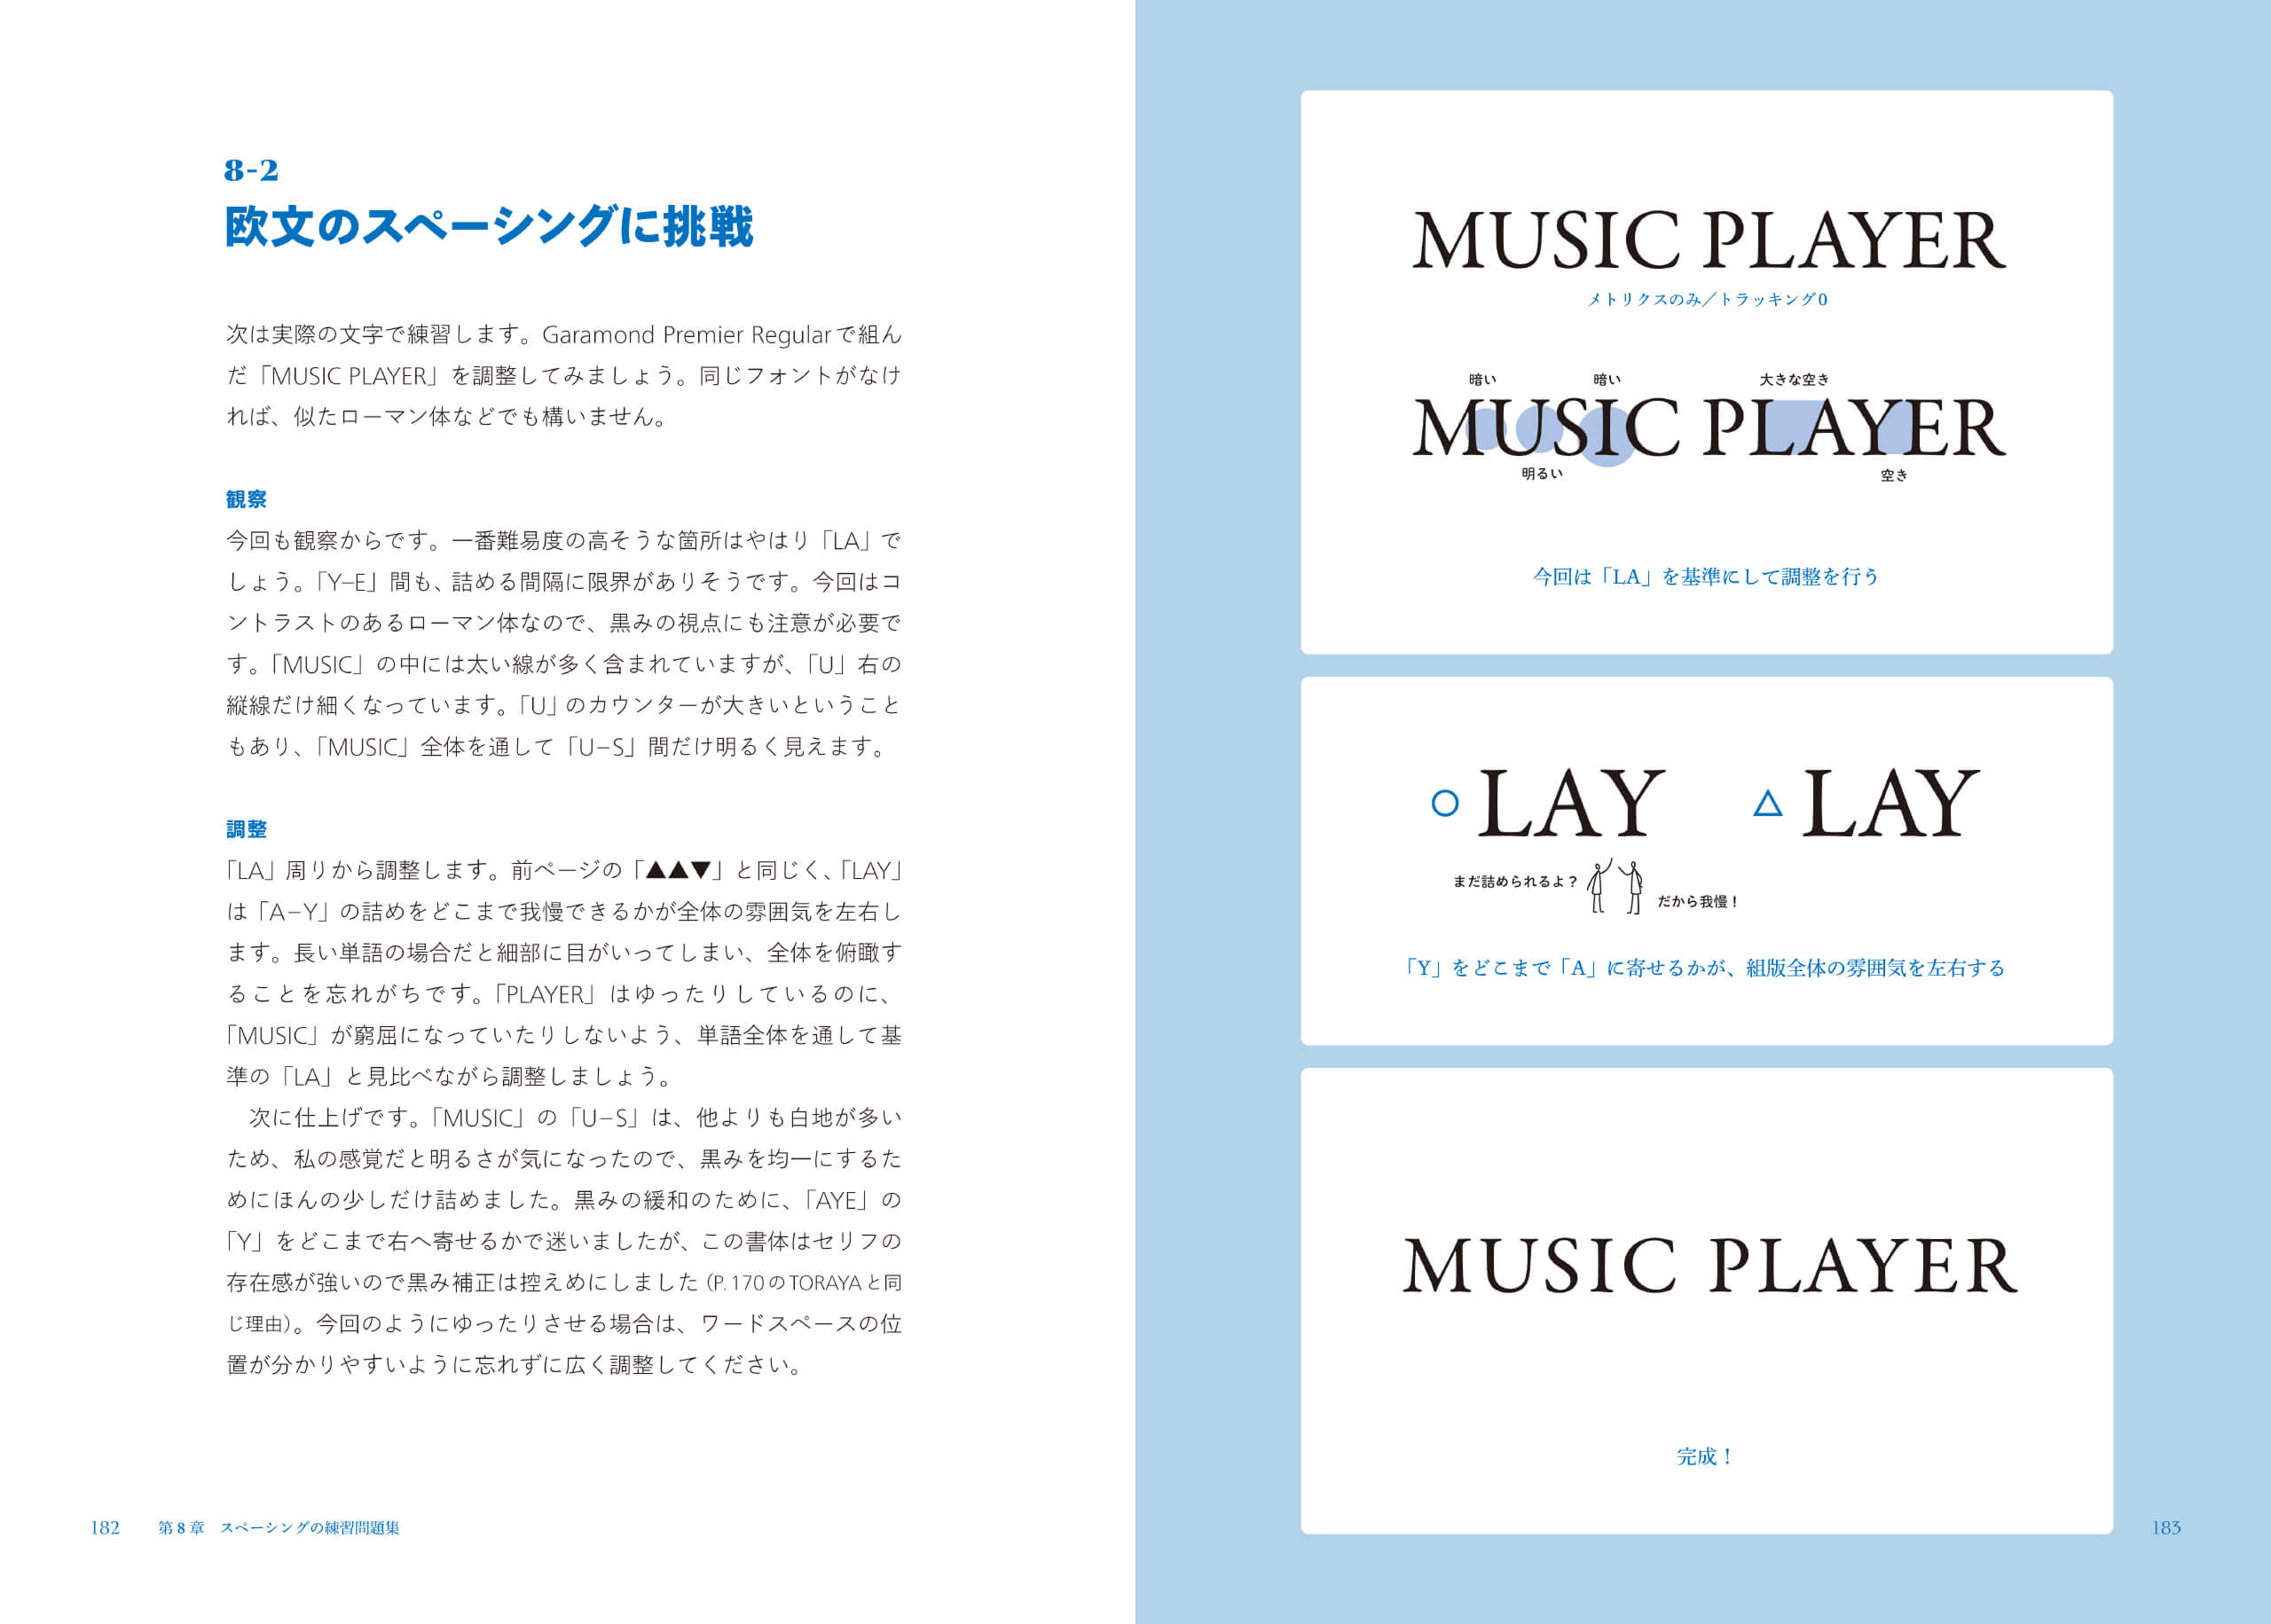 8-2
欧文のスペーシングに挑戦
次は実際の文字で練習します。Garamond Premier Regularで組ん
だ「MUSIC PLAYER」を調整してみましょう。同じフォントがなけ
れば、似たローマン体などでも構いません。
観察
今回も観察からです。一番難易度の高そうな箇所はやはり「LA」で
しょう。「Y–E」間も、詰める間隔に限界がありそうです。今回はコ
ントラストのあるローマン体なので、黒みの視点にも注意が必要で
す。「MUSIC」の中には太い線が多く含まれていますが、「U」右の
縦線だけ細くなっています。「U」のカウンターが大きいということ
もあり、「MUSIC」全体を通して「U–S」間だけ明るく見えます。
調整
「LA」周りから調整します。前ページの「▲▲▼」と同じく、「LAY」
は「A–Y」の詰めをどこまで我慢できるかが全体の雰囲気を左右し
ます。長い単語の場合だと細部に目がいってしまい、全体を俯瞰す
ることを忘れがちです。「PLAYER」はゆったりしているのに、
「MUSIC」が窮屈になっていたりしないよう、単語全体を通して基
準の「LA」と見比べながら調整しましょう。
次に仕上げです。「MUSIC」の「U–S」は、他よりも白地が多い
ため、私の感覚だと明るさが気になったので、黒みを均一にするた
めにほんの少しだけ詰めました。黒みの緩和のために、「AYE」の
「Y」をどこまで右へ寄せるかで迷いましたが、この書体はセリフの
存在感が強いので黒み補正は控えめにしました(P.170のTORAYAと同
じ理由)。今回のようにゆったりさせる場合は、ワードスペースの位
置が分かりやすいように忘れずに広く調整してください。
182 第8章 スペーシングの練習問題集
MUSIC PLAYER
メトリクスのみ/トラッキング0
暗い 暗い 大きな空き
MUSIC PLAYER
明るい 空き
今回は「LA」を基準にして調整を行う
○ LAY △ LAY
まだ詰められるよ?
だから我慢!
「Y」をどこまで「A」に寄せるかが、組版全体の雰囲気を左右する
MUSIC PLAYER
完成!
183